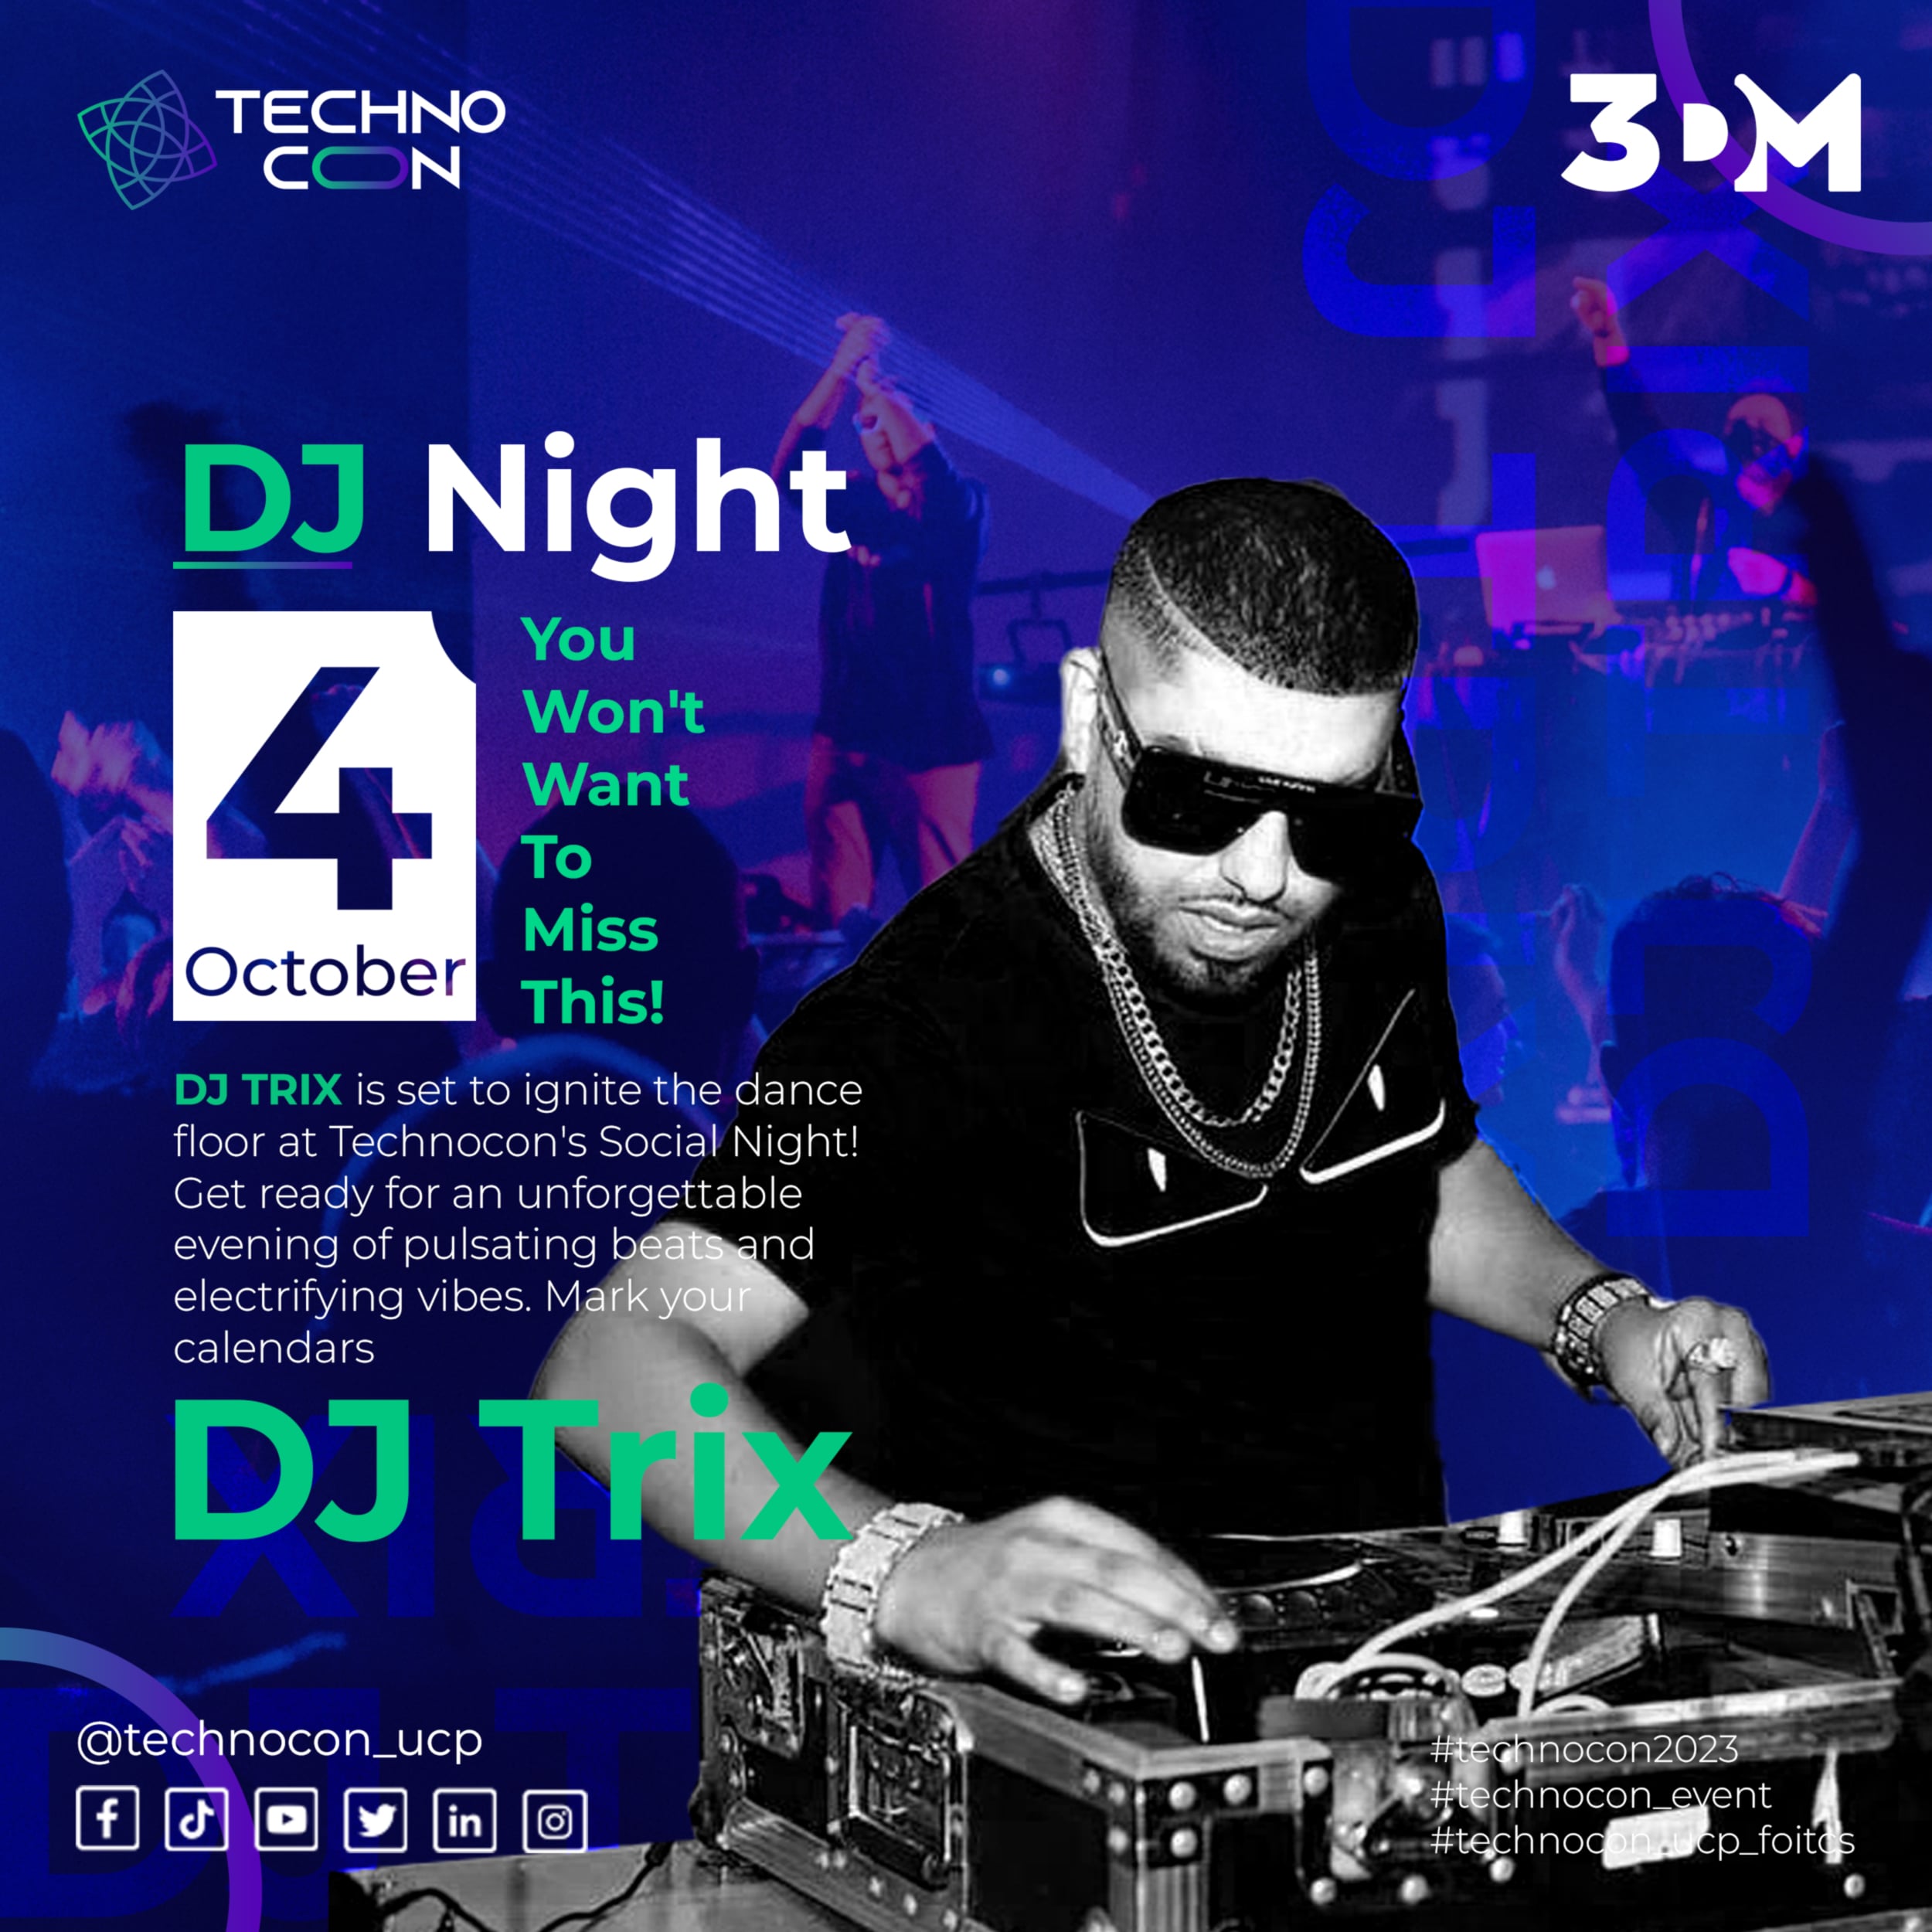 TECHNO
CON
3DM
DJ Night
4
October
You
Won't
Want
To
Miss
This!
DJ TRIX is set to ignite the dance
floor at Technocon's Social Night!
Get ready for an unforgettable
evening of pulsating beats and
electrifying vibes. Mark your
calendars
DJ Trix
@technocon_ucp
#technocon2023
#technocon_event
#technocon_ucp_foitcs